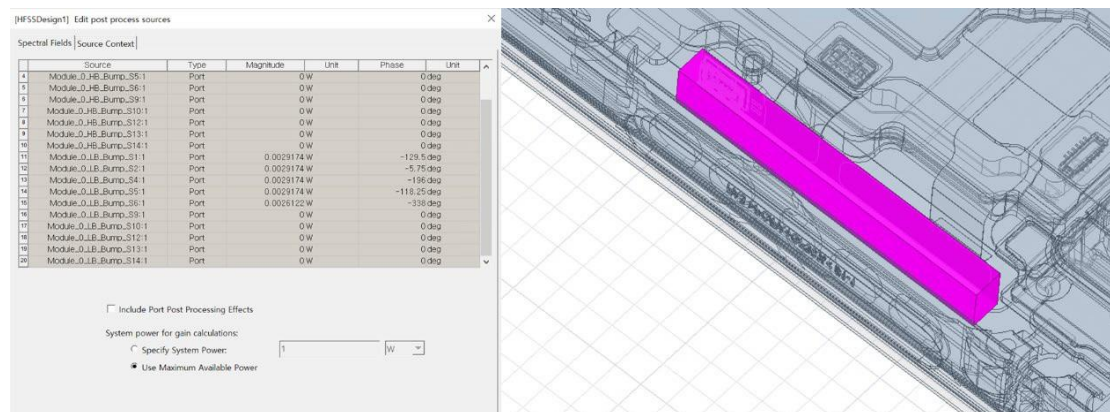 [HFSSDesign1] Edit post process sources
Spectral Fields Source Context
Source Type Magnitude Unit Phase Unit
4 Module_0_HB_Bump_S5:1 Port 0 W 0 deg
5 Module_0_HB_Bump_S6:1 Port 0 W 0 deg
6 Module_0_HB_Bump_S9:1 Port 0 W 0 deg
7 Module_0_HB_Bump_S10:1 Port 0 W 0 deg
8 Module_0_HB_Bump_S12:1 Port 0 W 0 deg
9 Module_0_HB_Bump_S13:1 Port 0 W 0 deg
10 Module_0_HB_Bump_S14:1 Port 0 W 0 deg
11 Module_0_LB_Bump_S1:1 Port 0.0029174 W -129.5 deg
12 Module_0_LB_Bump_S2:1 Port 0.0029174 W -5.75 deg
13 Module_0_LB_Bump_S4:1 Port 0.0029174 W -196 deg
14 Module_0_LB_Bump_S5:1 Port 0.0029174 W -118.25 deg
15 Module_0_LB_Bump_S6:1 Port 0.0026122 W -338 deg
16 Module_0_LB_Bump_S9:1 Port 0 W 0 deg
17 Module_0_LB_Bump_S10:1 Port 0 W 0 deg
18 Module_0_LB_Bump_S12:1 Port 0 W 0 deg
19 Module_0_LB_Bump_S13:1 Port 0 W 0 deg
20 Module_0_LB_Bump_S14:1 Port 0 W 0 deg
Include Port Post Processing Effects
System power for gain calculations:
Specify System Power: 1 W
Use Maximum Available Power